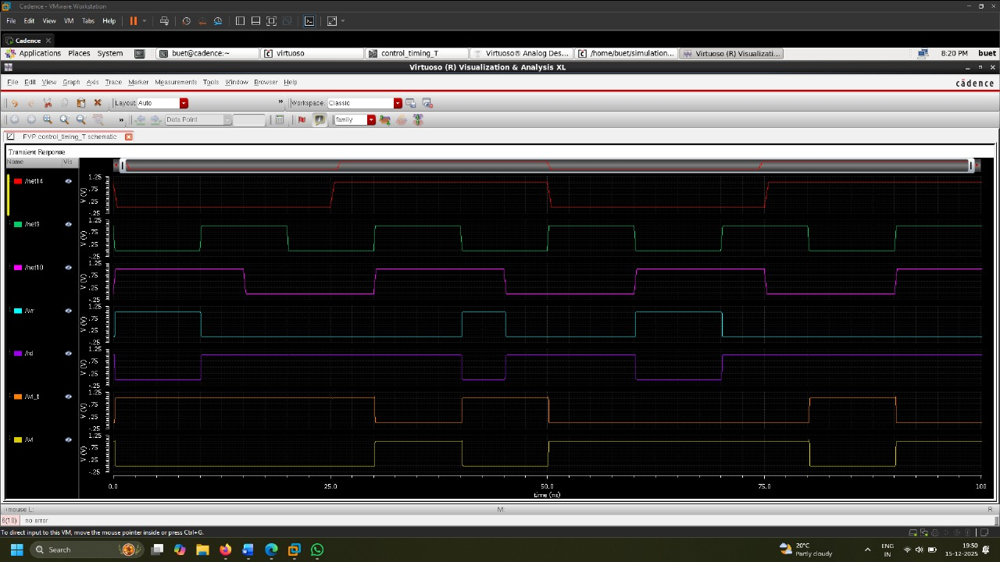 Cadence - VMware Workstation
File Edit View VM Tabs Help
Cadence
Applications Places System buet@cadence:~ virtuoso control_timing_T Virtuoso® Analog Des... /home/buet/simulation... Virtuoso (R) Visualizati... 8:20 PM buet
Virtuoso (R) Visualization & Analysis XL
File Edit View Graph Axis Trace Marker Measurements Tools Window Browser Help
cādence
Layout Auto » Workspace: Classic
» Data Point family
FYP control_timing_T schematic
Transient Response
Name Vis
/net14 V (V) 1.25 .75 .25 -.25
/net9 V (V) 1.25 .75 .25 -.25
/net10 V (V) 1.25 .75 .25 -.25
/wr V (V) 1.25 .75 .25 -.25
/rd V (V) 1.25 .75 .25 -.25
V (V) 1.25 .75 .25 -.25
V (V) 1.25 .75 .25 -.25
0.0 25.0 50.0 75.0 100
time (ns)
mouse L: M: R:
6(10) no error
To direct input to this VM, move the mouse pointer inside or press Ctrl+G.
Search
20°C
Partly cloudy
ENG
IN
19:50
15-12-2025